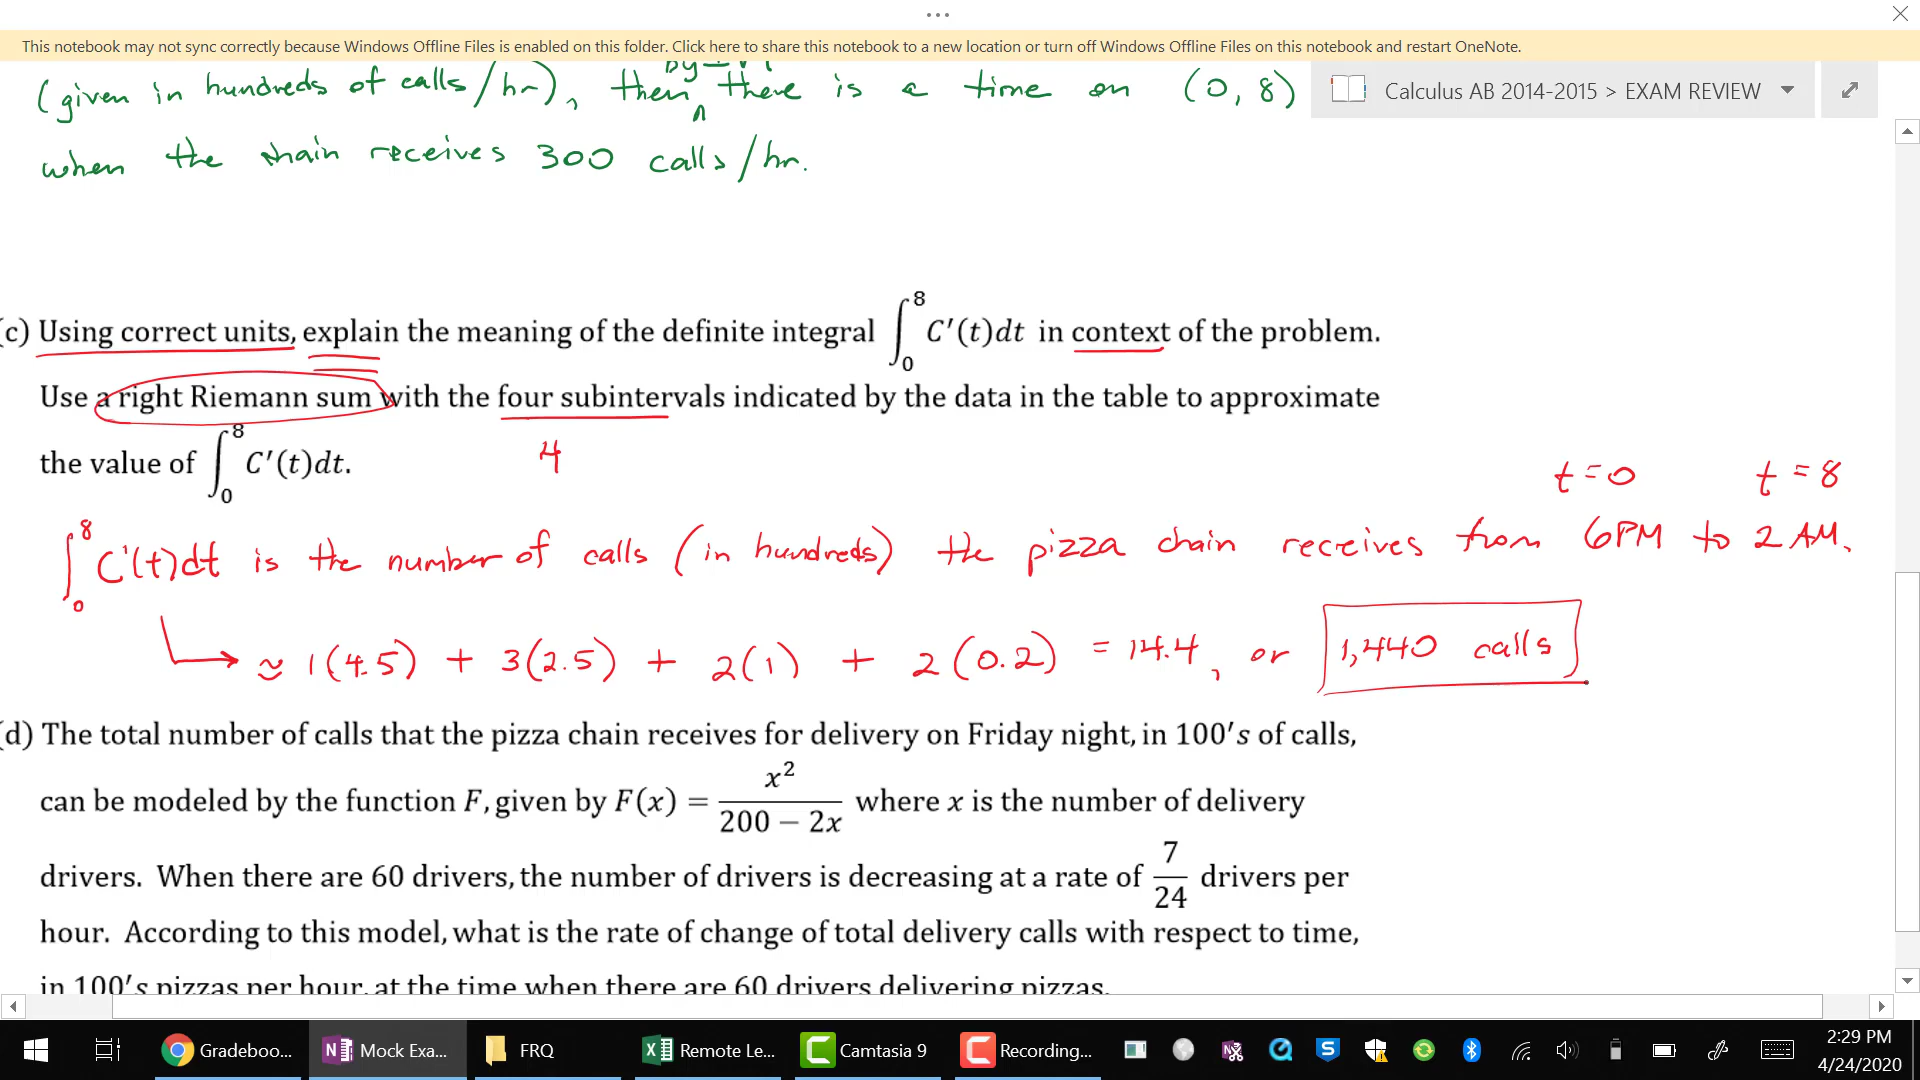 This notebook may not sync correctly because Windows Offline Files is enabled on this folder. Click here to share this notebook to a new location or turn off Windows Offline Files on this notebook and restart OneNote.
by IVT
(given in hundreds of calls/hr), then there is a time on (0, 8)
Calculus AB 2014-2015 > EXAM REVIEW
when the chain receives 300 calls/hr.
(c) Using correct units, explain the meaning of the definite integral ∫₀⁸ C′(t)dt in context of the problem.
Use a right Riemann sum with the four subintervals indicated by the data in the table to approximate
the value of ∫₀⁸ C′(t)dt.
4
t=0 t=8
∫₀⁸ C'(t)dt is the number of calls (in hundreds) the pizza chain receives from 6PM to 2 AM.
≈ 1(4.5) + 3(2.5) + 2(1) + 2(0.2) = 14.4, or 1,440 calls
(d) The total number of calls that the pizza chain receives for delivery on Friday night, in 100's of calls,
can be modeled by the function F, given by F(x) = x²/(200 − 2x) where x is the number of delivery
drivers. When there are 60 drivers, the number of drivers is decreasing at a rate of 7/24 drivers per
hour. According to this model, what is the rate of change of total delivery calls with respect to time,
in 100's pizzas per hour, at the time when there are 60 drivers delivering pizzas.
Gradeboo... Mock Exa... FRQ Remote Le... Camtasia 9 Recording...
2:29 PM
4/24/2020